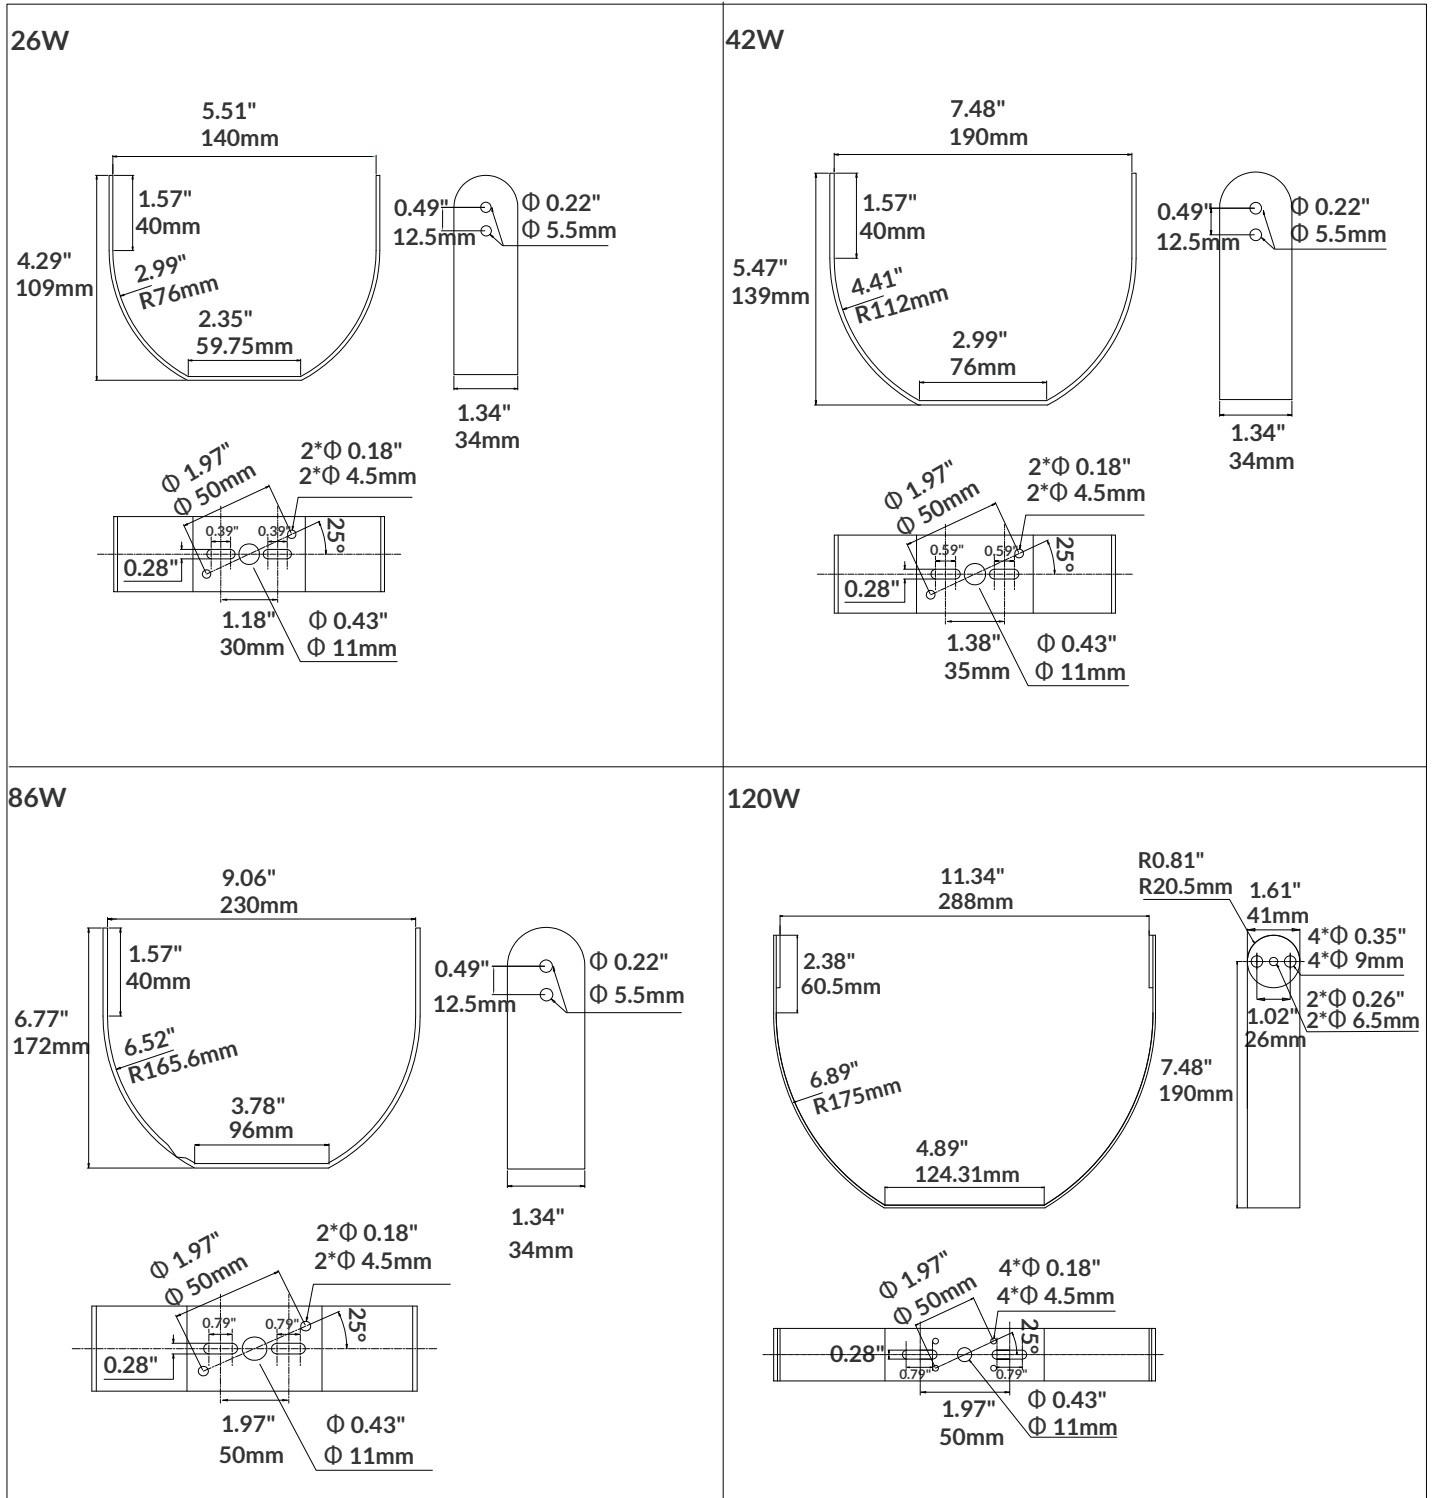 26W
5.51"
140mm
1.57"
40mm
4.29"
109mm
2.99"
R76mm
2.35"
59.75mm
0.49"
12.5mm
Φ 0.22"
Φ 5.5mm
1.34"
34mm
Φ 1.97"
Φ 50mm
2*Φ 0.18"
2*Φ 4.5mm
0.39"
0.39"
25°
0.28"
1.18"
30mm
Φ 0.43"
Φ 11mm
42W
7.48"
190mm
1.57"
40mm
5.47"
139mm
4.41"
R112mm
2.99"
76mm
0.49"
12.5mm
Φ 0.22"
Φ 5.5mm
1.34"
34mm
Φ 1.97"
Φ 50mm
2*Φ 0.18"
2*Φ 4.5mm
0.59"
0.59"
25°
0.28"
1.38"
35mm
Φ 0.43"
Φ 11mm
86W
9.06"
230mm
1.57"
40mm
6.77"
172mm
6.52"
R165.6mm
3.78"
96mm
0.49"
12.5mm
Φ 0.22"
Φ 5.5mm
1.34"
34mm
Φ 1.97"
Φ 50mm
2*Φ 0.18"
2*Φ 4.5mm
0.79"
0.79"
25°
0.28"
1.97"
50mm
Φ 0.43"
Φ 11mm
120W
11.34"
288mm
2.38"
60.5mm
6.89"
R175mm
4.89"
124.31mm
R0.81"
R20.5mm
1.61"
41mm
4*Φ 0.35"
4*Φ 9mm
2*Φ 0.26"
2*Φ 6.5mm
1.02"
26mm
7.48"
190mm
Φ 1.97"
Φ 50mm
4*Φ 0.18"
4*Φ 4.5mm
25°
0.28"
0.79"
0.79"
1.97"
50mm
Φ 0.43"
Φ 11mm